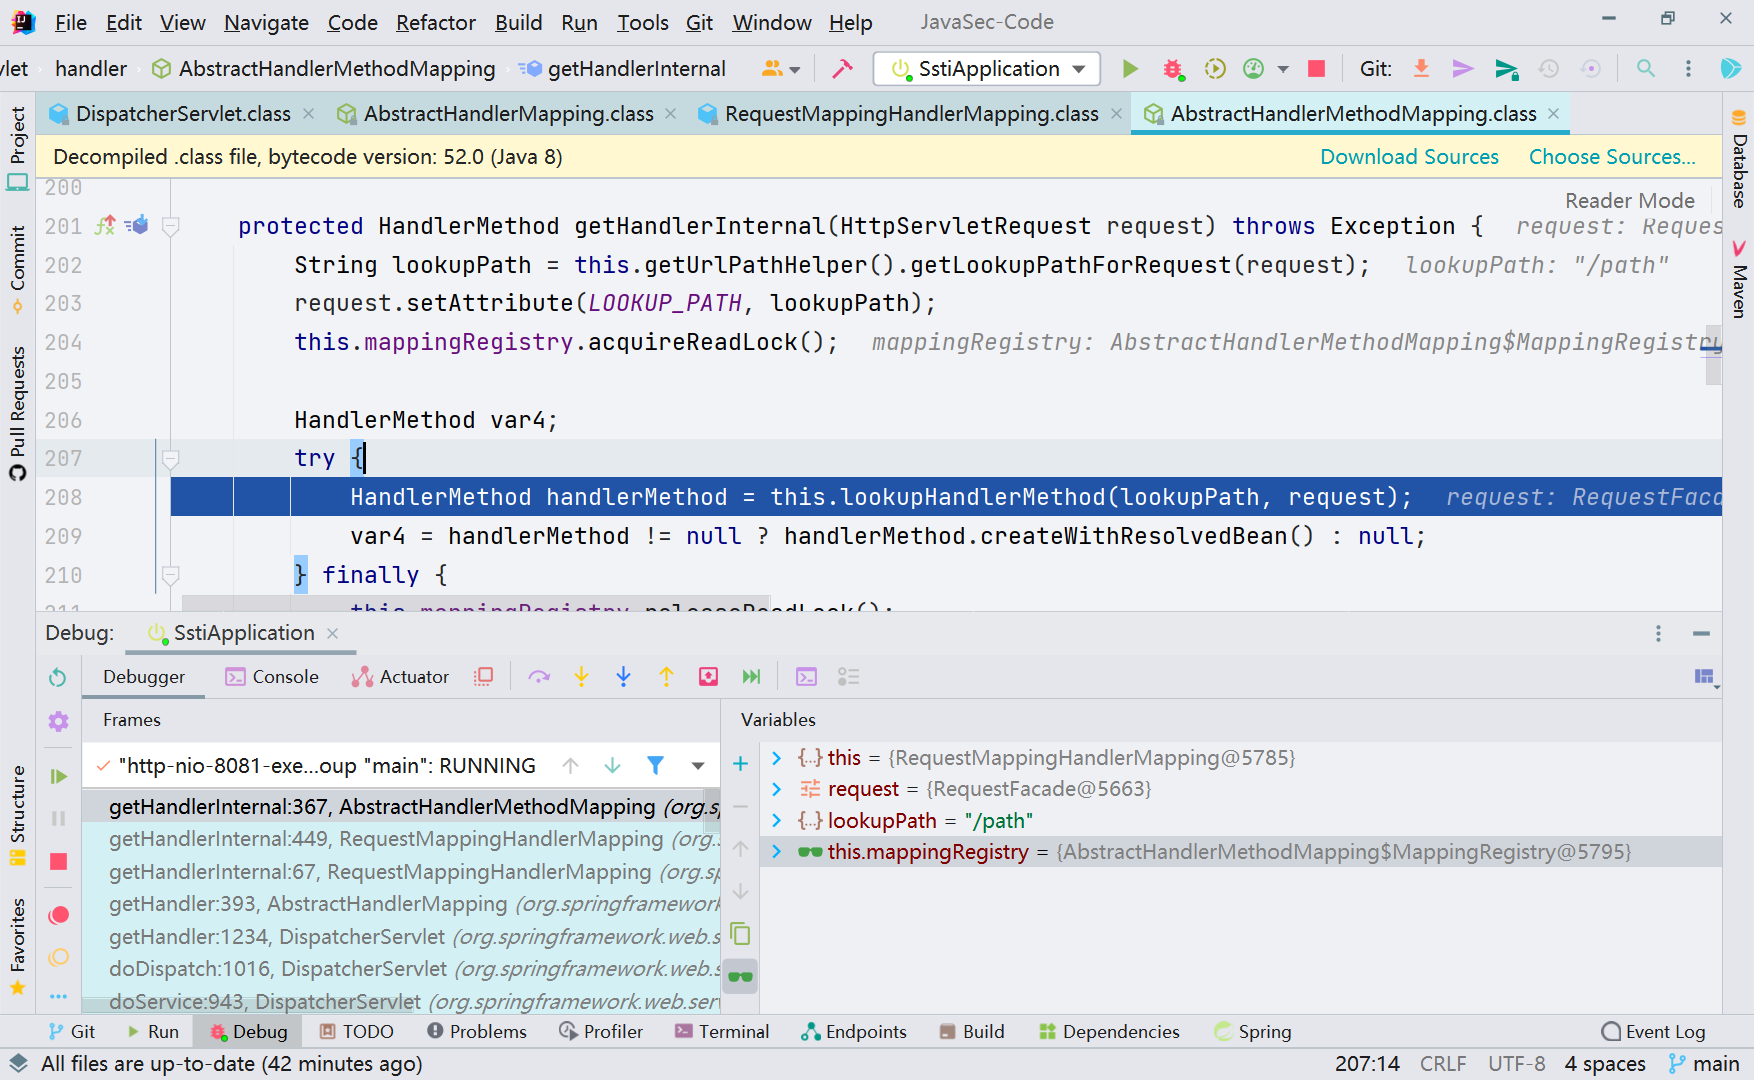 File Edit View Navigate Code Refactor Build Run Tools Git Window Help JavaSec-Code
vlet handler AbstractHandlerMethodMapping getHandlerInternal SstiApplication Git:
DispatcherServlet.class AbstractHandlerMapping.class RequestMappingHandlerMapping.class AbstractHandlerMethodMapping.class
Decompiled .class file, bytecode version: 52.0 (Java 8) Download Sources Choose Sources...
Reader Mode
200
201 protected HandlerMethod getHandlerInternal(HttpServletRequest request) throws Exception { request: Reques
202 String lookupPath = this.getUrlPathHelper().getLookupPathForRequest(request); lookupPath: "/path"
203 request.setAttribute(LOOKUP_PATH, lookupPath);
204 this.mappingRegistry.acquireReadLock(); mappingRegistry: AbstractHandlerMethodMapping$MappingRegistry
205
206 HandlerMethod var4;
207 try {
208 HandlerMethod handlerMethod = this.lookupHandlerMethod(lookupPath, request); request: RequestFaca
209 var4 = handlerMethod != null ? handlerMethod.createWithResolvedBean() : null;
210 } finally {
211 this.mappingRegistry.releaseReadLock();
Project
Commit
Pull Requests
Structure
Favorites
Database
Maven
Debug: SstiApplication
Debugger Console Actuator
Frames
"http-nio-8081-exe...oup "main": RUNNING
getHandlerInternal:367, AbstractHandlerMethodMapping (org.s
getHandlerInternal:449, RequestMappingHandlerMapping (org.
getHandlerInternal:67, RequestMappingHandlerMapping (org.sp
getHandler:393, AbstractHandlerMapping (org.springframework
getHandler:1234, DispatcherServlet (org.springframework.web.s
doDispatch:1016, DispatcherServlet (org.springframework.web.s
doService:943, DispatcherServlet (org.springframework.web.ser
Variables
this = {RequestMappingHandlerMapping@5785}
request = {RequestFacade@5663}
lookupPath = "/path"
this.mappingRegistry = {AbstractHandlerMethodMapping$MappingRegistry@5795}
Git Run Debug TODO Problems Profiler Terminal Endpoints Build Dependencies Spring Event Log
All files are up-to-date (42 minutes ago) 207:14 CRLF UTF-8 4 spaces main